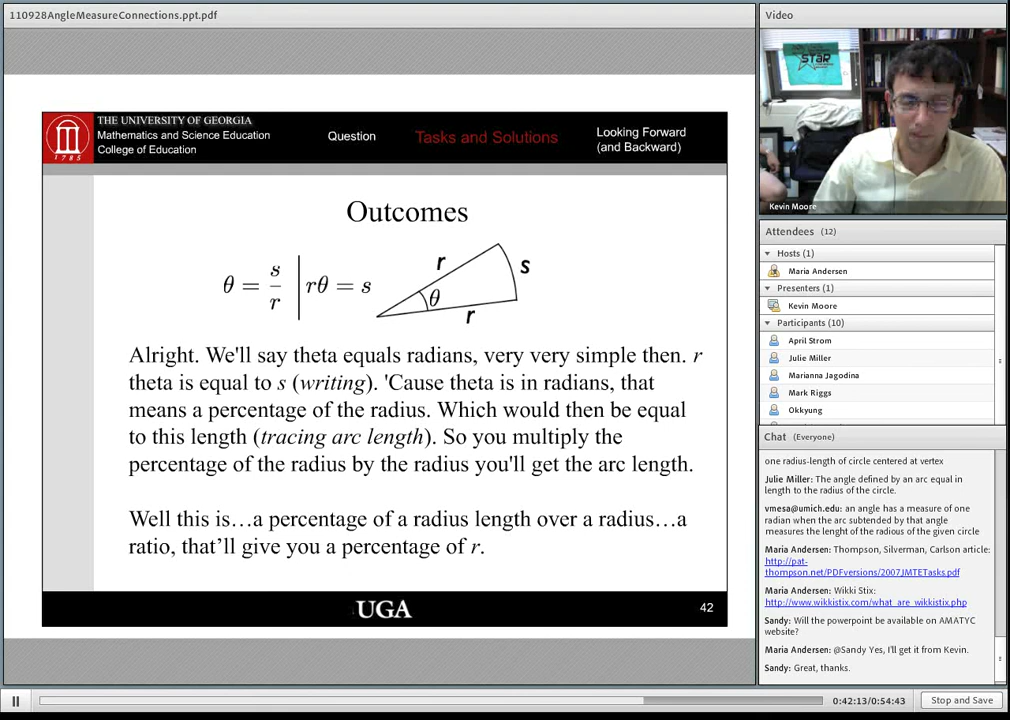 110928AngleMeasureConnections.ppt.pdf
THE UNIVERSITY OF GEORGIA
Mathematics and Science Education
College of Education
1785
Question
Tasks and Solutions
Looking Forward
(and Backward)
Outcomes
θ = s/r | rθ = s
r
s
θ
r
Alright. We'll say theta equals radians, very very simple then. r
theta is equal to s (writing). 'Cause theta is in radians, that
means a percentage of the radius. Which would then be equal
to this length (tracing arc length). So you multiply the
percentage of the radius by the radius you'll get the arc length.
Well this is…a percentage of a radius length over a radius…a
ratio, that'll give you a percentage of r.
UGA
42
Video
STaR
Kevin Moore
Attendees (12)
Hosts (1)
Maria Andersen
Presenters (1)
Kevin Moore
Participants (10)
April Strom
Julie Miller
Marianna Jagodina
Mark Riggs
Okkyung
Chat (Everyone)
one radius-length of circle centered at vertex
Julie Miller: The angle defined by an arc equal in
length to the radius of the circle.
vmesa@umich.edu: an angle has a measure of one
radian when the arc subtended by that angle
measures the lenght of the radious of the given circle
Maria Andersen: Thompson, Silverman, Carlson article:
http://pat-
thompson.net/PDFversions/2007JMTETasks.pdf
Maria Andersen: Wikki Stix:
http://www.wikkistix.com/what_are_wikkistix.php
Sandy: Will the powerpoint be available on AMATYC
website?
Maria Andersen: @Sandy Yes, I'll get it from Kevin.
Sandy: Great, thanks.
0:42:13/0:54:43
Stop and Save